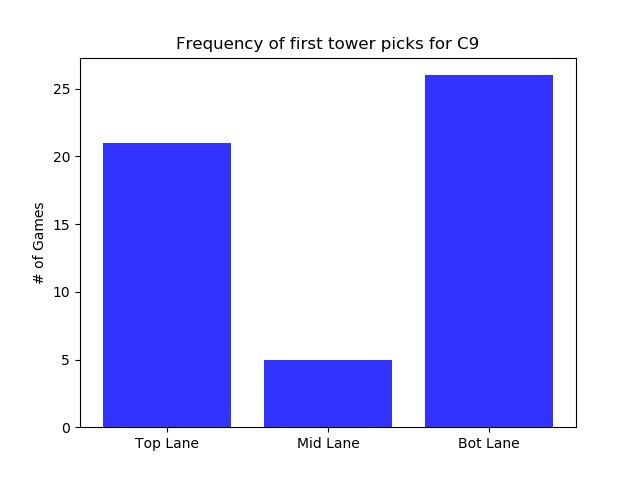 Frequency of first tower picks for C9
# of Games
25
20
15
10
5
0
Top Lane
Mid Lane
Bot Lane